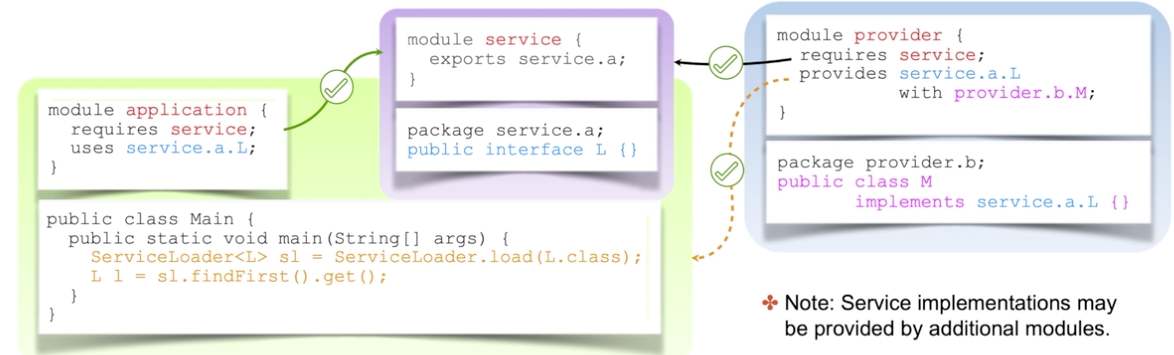 module application {
  requires service;
  uses service.a.L;
}
public class Main {
  public static void main(String[] args) {
    ServiceLoader<L> sl = ServiceLoader.load(L.class);
    L l = sl.findFirst().get();
  }
}
module service {
  exports service.a;
}
package service.a;
public interface L {}
module provider {
  requires service;
  provides service.a.L
           with provider.b.M;
}
package provider.b;
public class M
       implements service.a.L {}
✤ Note: Service implementations may
be provided by additional modules.